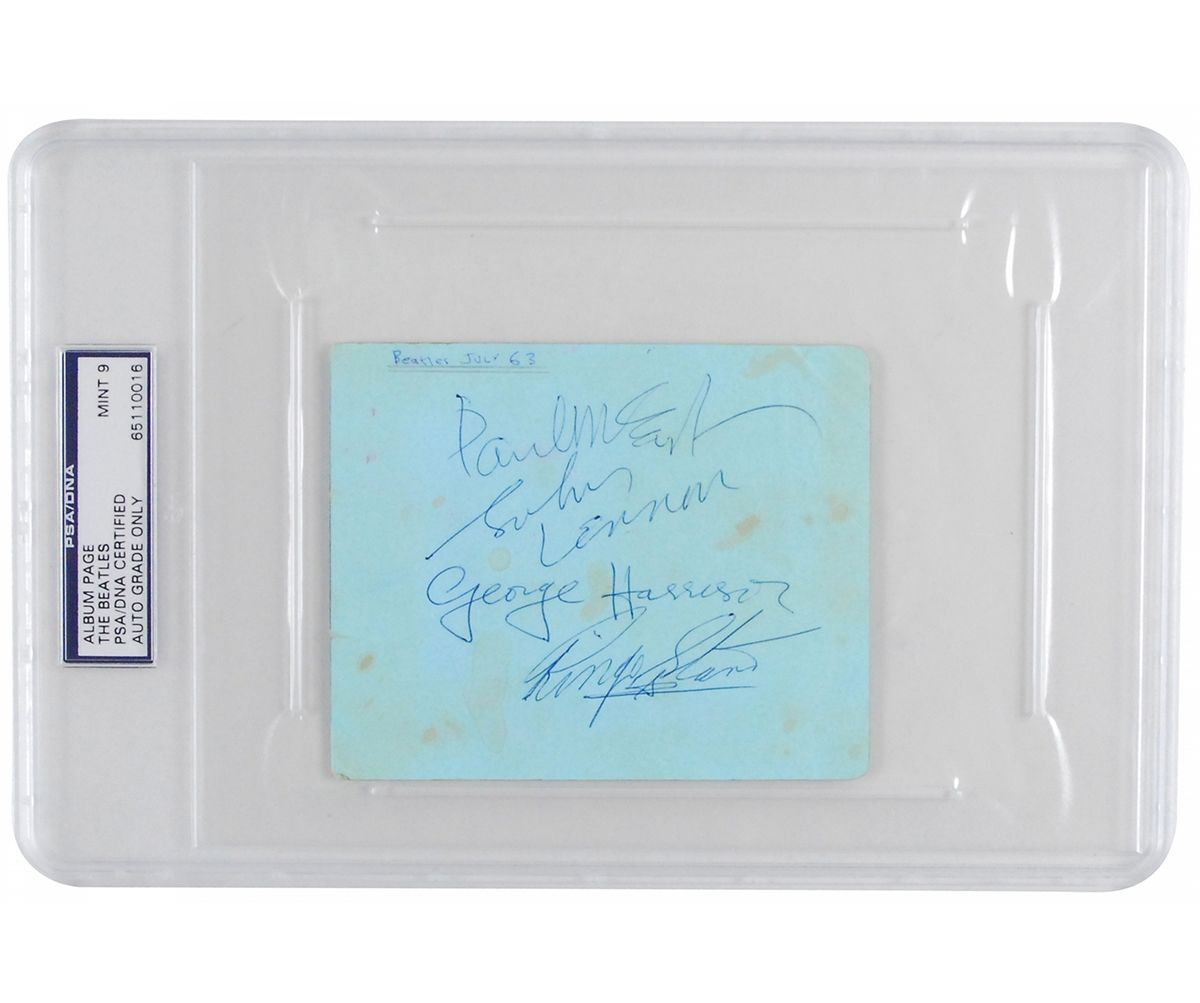 PSA/DNA
ALBUM PAGE MINT 9
THE BEATLES
PSA/DNA CERTIFIED
AUTO GRADE ONLY 65110016
Beatles JULY 63
Paul McCart
John
Lennon
George Harrison
Ringo Starr